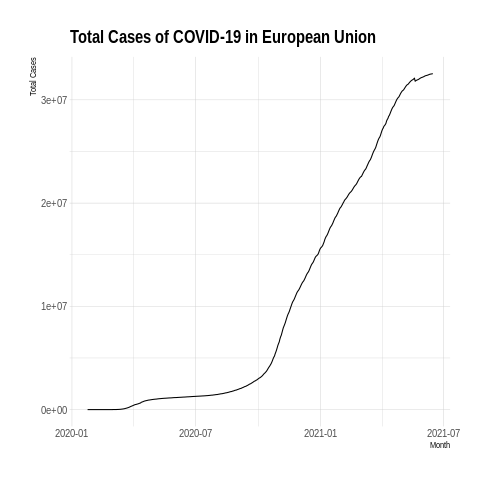 Total Cases of COVID-19 in European Union
Total Cases
3e+07
2e+07
1e+07
0e+00
2020-01 2020-07 2021-01 2021-07
Month